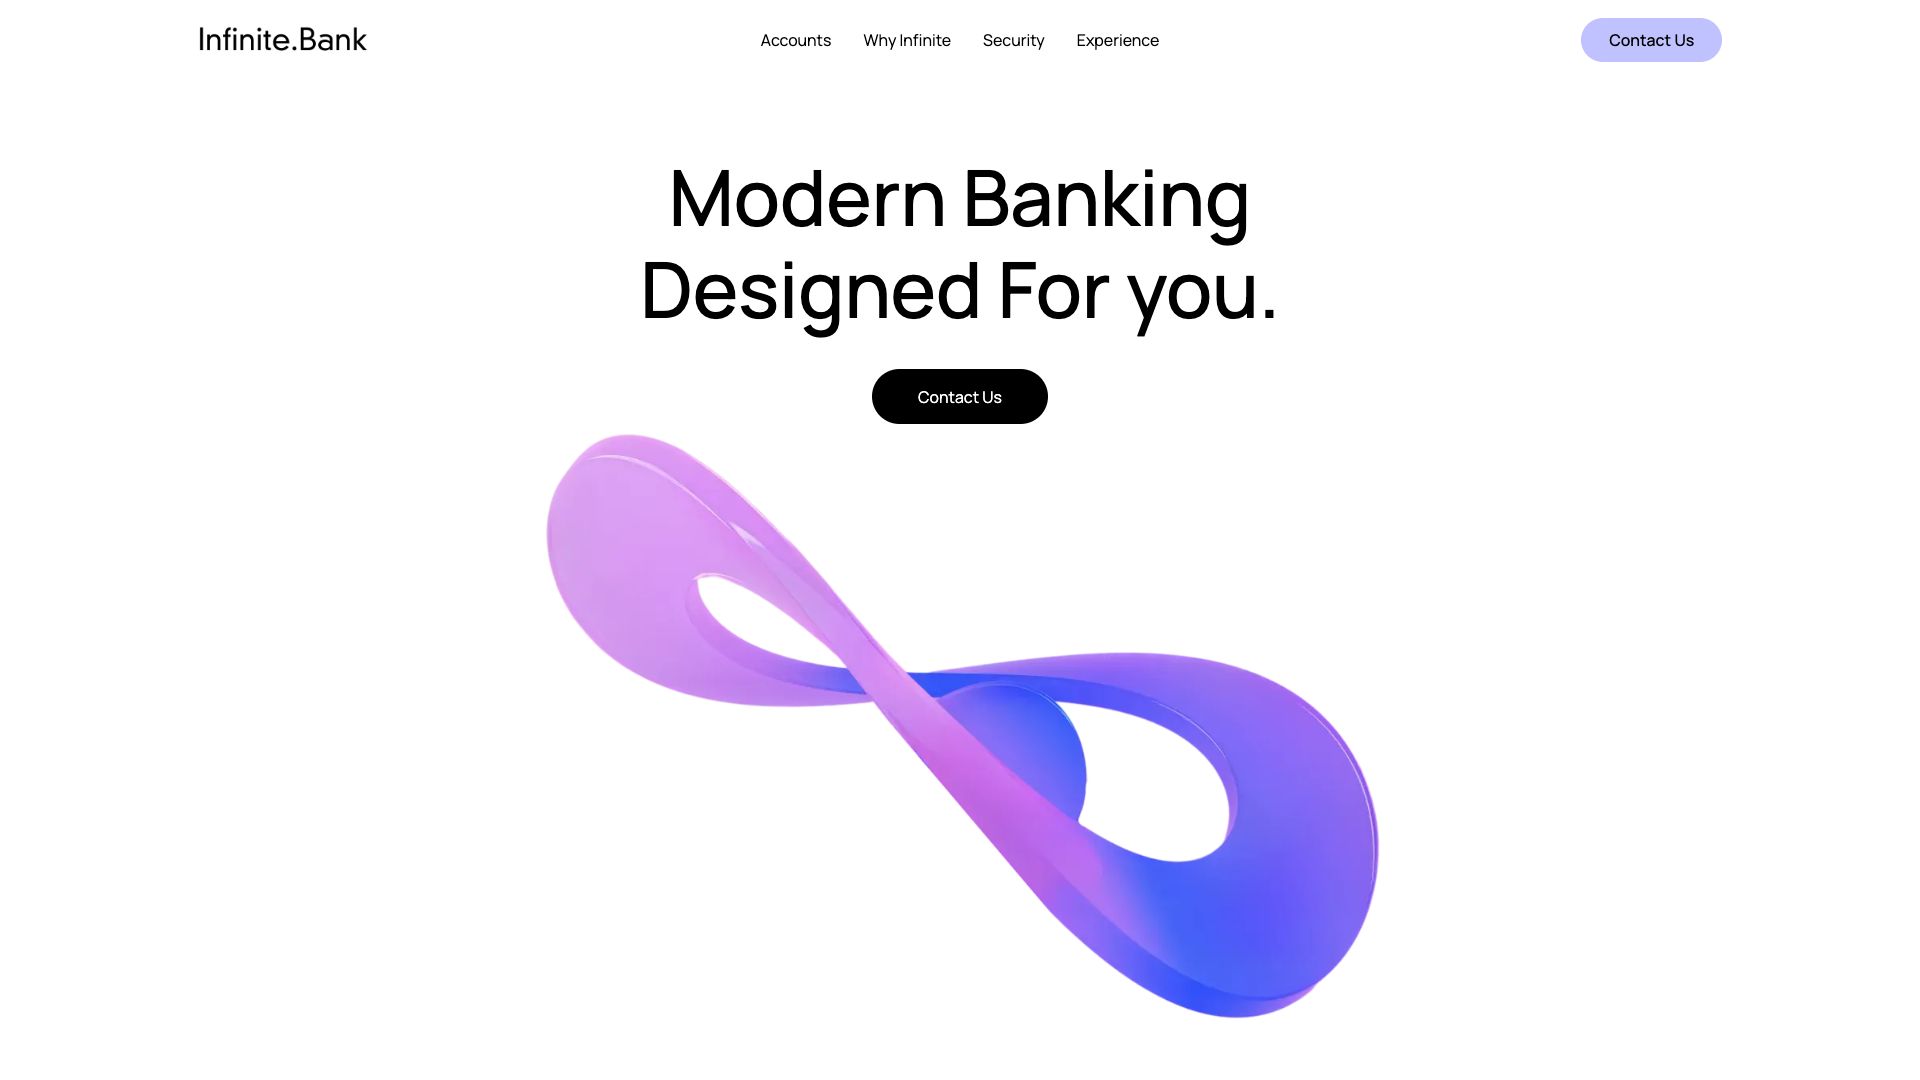 Infinite.Bank
Accounts
Why Infinite
Security
Experience
Contact Us
Modern Banking
Designed For you.
Contact Us